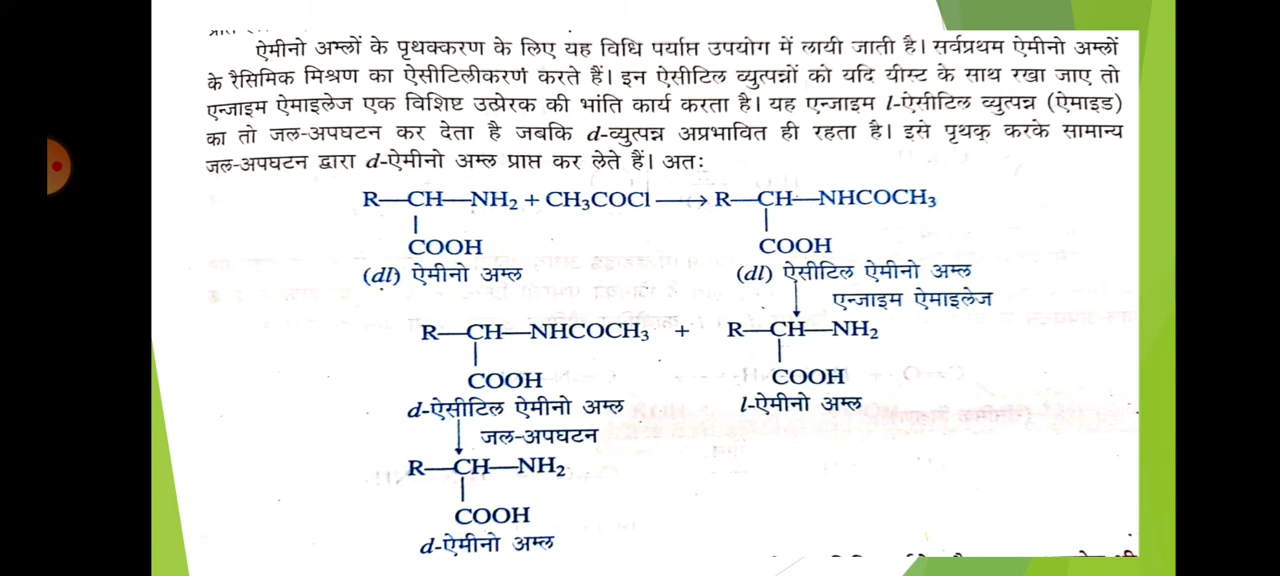 ऐमीनो अम्लों के पृथक्करण के लिए यह विधि पर्याप्त उपयोग में लायी जाती है। सर्वप्रथम ऐमीनो अम्लों
के रैसिमिक मिश्रण का ऐसीटिलीकरण करते हैं। इन ऐसीटिल व्युत्पन्नों को यदि यीस्ट के साथ रखा जाए तो
एन्जाइम ऐमाइलेज एक विशिष्ट उत्प्रेरक की भांति कार्य करता है। यह एन्जाइम l-ऐसीटिल व्युत्पन्न (ऐमाइड)
का तो जल-अपघटन कर देता है जबकि d-व्युत्पन्न अप्रभावित ही रहता है। इसे पृथक् करके सामान्य
जल-अपघटन द्वारा d-ऐमीनो अम्ल प्राप्त कर लेते हैं। अतः
R—CH—NH₂ + CH₃COCl ⟶ R—CH—NHCOCH₃
COOH COOH
(dl) ऐमीनो अम्ल (dl) ऐसीटिल ऐमीनो अम्ल
एन्जाइम ऐमाइलेज
R—CH—NHCOCH₃ + R—CH—NH₂
COOH COOH
d-ऐसीटिल ऐमीनो अम्ल l-ऐमीनो अम्ल
जल-अपघटन
R—CH—NH₂
COOH
d-ऐमीनो अम्ल